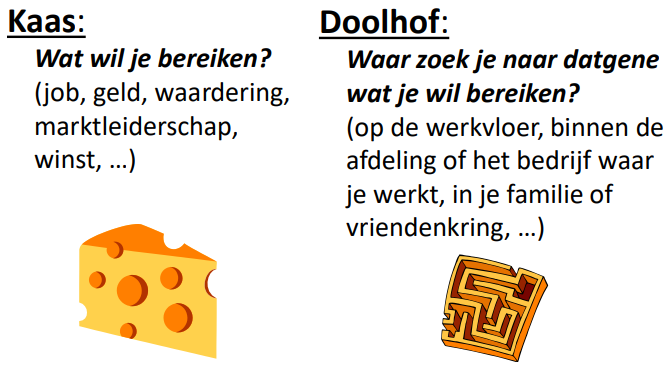 Kaas:
Wat wil je bereiken?
(job, geld, waardering,
marktleiderschap,
winst, …)
Doolhof:
Waar zoek je naar datgene
wat je wil bereiken?
(op de werkvloer, binnen de
afdeling of het bedrijf waar
je werkt, in je familie of
vriendenkring, …)